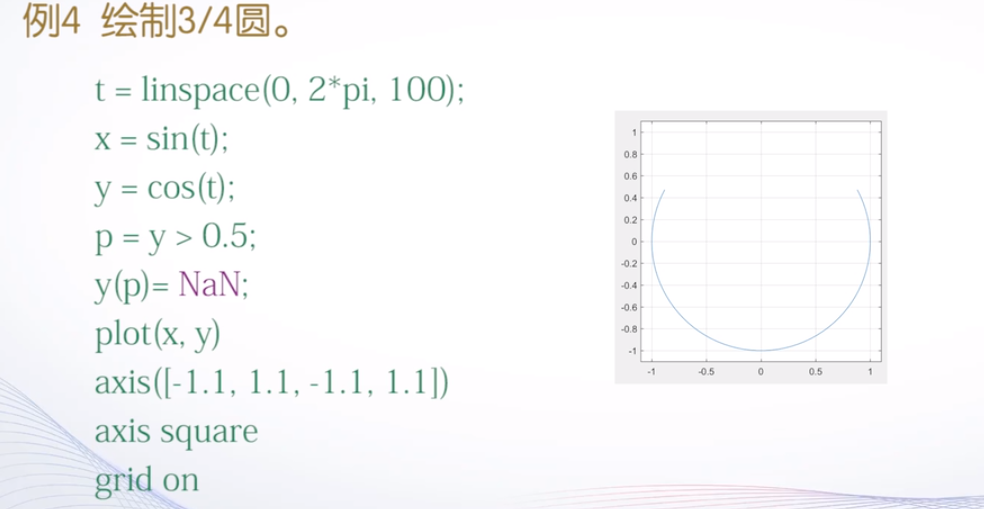 例4 绘制3/4圆。
t = linspace(0, 2*pi, 100);
x = sin(t);
y = cos(t);
p = y > 0.5;
y(p)= NaN;
plot(x, y)
axis([-1.1, 1.1, -1.1, 1.1])
axis square
grid on
1
0.8
0.6
0.4
0.2
0
-0.2
-0.4
-0.6
-0.8
-1
-1 -0.5 0 0.5 1